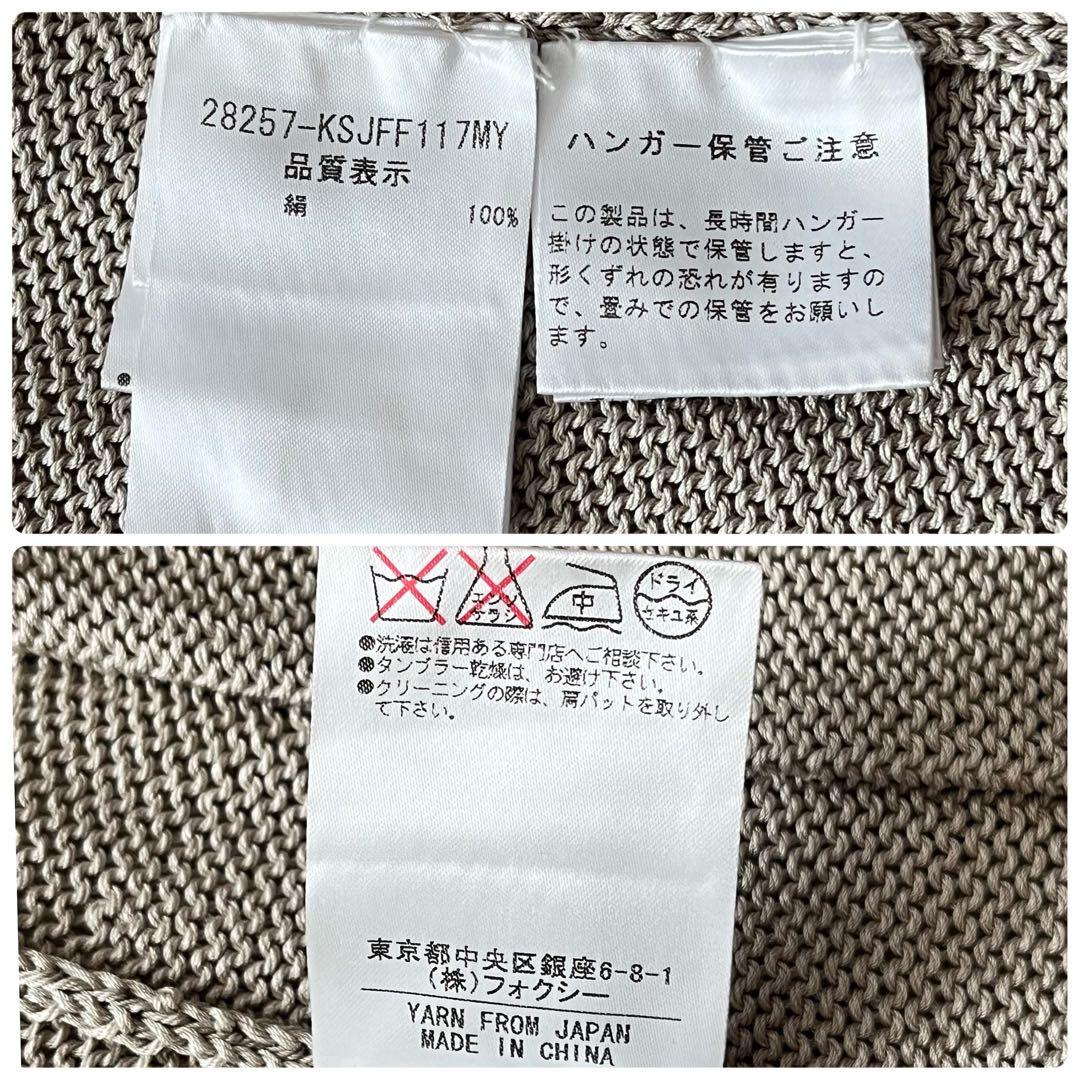 28257-KSJFF117MY
品質表示
絹 100%
ハンガー保管ご注意
この製品は、長時間ハンガー
掛けの状態で保管しますと、
形くずれの恐れが有りますの
で、畳みでの保管をお願いし
ます。
エンソ
サラシ
中
ドライ
セキユ系
●洗濯は信用ある専門店へご相談下さい。
●タンブラー乾燥は、お避け下さい。
●クリーニングの際は、肩パットを取り外し
て下さい。
東京都中央区銀座6-8-1
(株)フォクシー
YARN FROM JAPAN
MADE IN CHINA